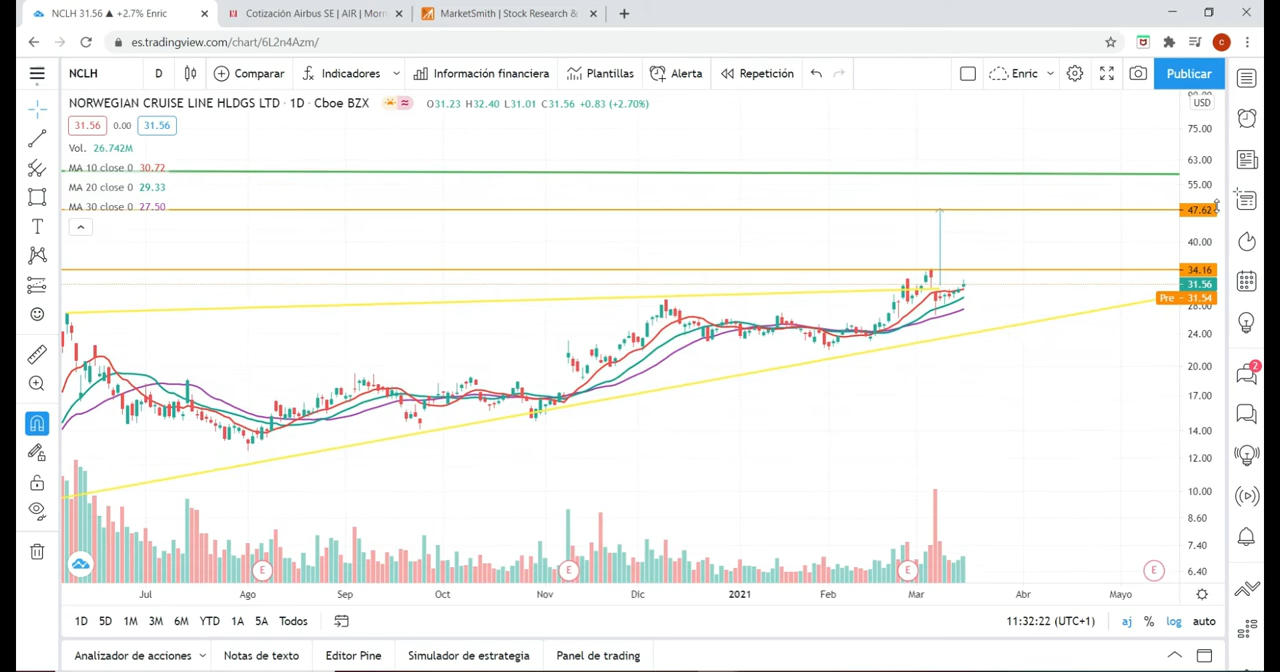 NCLH 31.56 ▲ +2.7% Enric
Cotización Airbus SE | AIR | Morn
MarketSmith | Stock Research &
es.tradingview.com/chart/6L2n4Azm/
NCLH D Comparar Indicadores Información financiera Plantillas Alerta Repetición Enric Publicar
NORWEGIAN CRUISE LINE HLDGS LTD · 1D · Cboe BZX O31.23 H32.40 L31.01 C31.56 +0.83 (+2.70%)
USD
31.56 0.00 31.56
75.00
Vol. 26.742M
63.00
MA 10 close 0 30.72
MA 20 close 0 29.33
55.00
MA 30 close 0 27.50
47.62
40.00
34.16
31.56
Pre − 31.54
28.00
24.00
20.00
17.00
14.00
12.00
10.00
8.60
7.40
6.40
E E E E
Jul Ago Sep Oct Nov Dic 2021 Feb Mar Abr Mayo
1D 5D 1M 3M 6M YTD 1A 5A Todos 11:32:22 (UTC+1) aj % log auto
Analizador de acciones Notas de texto Editor Pine Simulador de estrategia Panel de trading
2
C